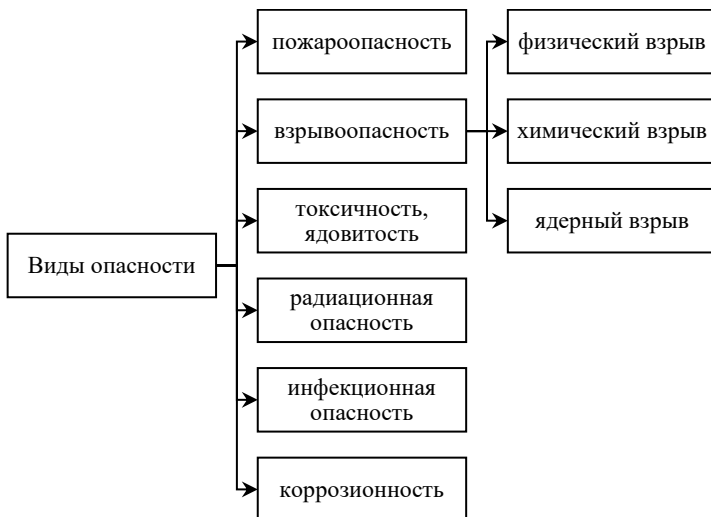 Виды опасности
пожароопасность
взрывоопасность
токсичность,
ядовитость
радиационная
опасность
инфекционная
опасность
коррозионность
физический взрыв
химический взрыв
ядерный взрыв